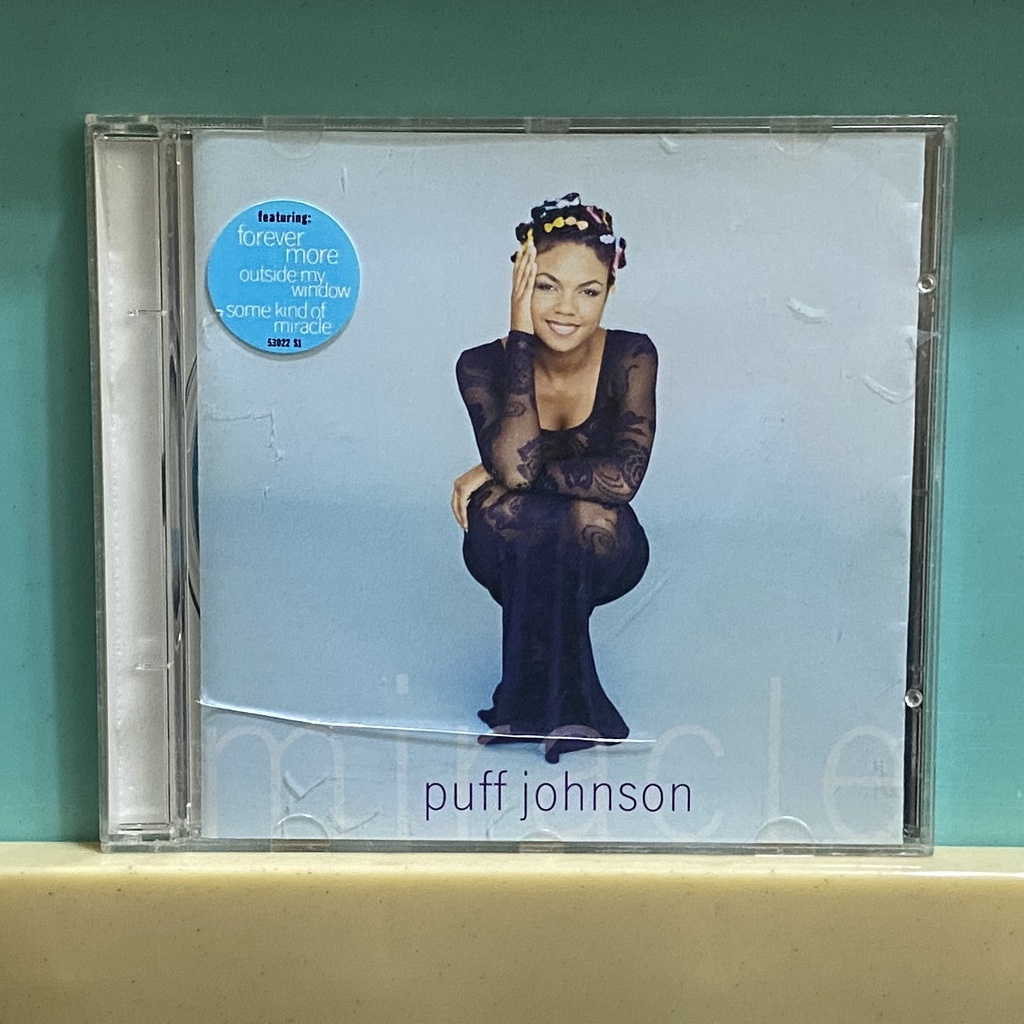 featuring:
forever
more
outside my
window
some kind of
miracle
53022 S1
miracle
puff johnson